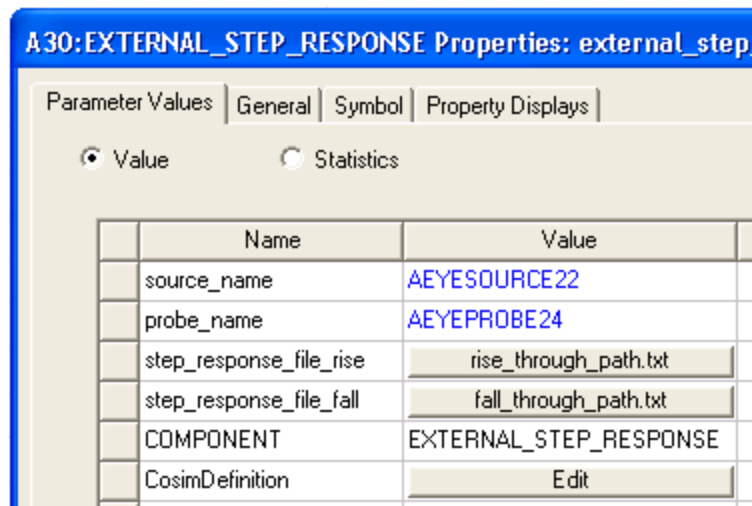 A30:EXTERNAL_STEP_RESPONSE Properties: external_step_
Parameter Values General Symbol Property Displays
Value Statistics
Name Value
source_name AEYESOURCE22
probe_name AEYEPROBE24
step_response_file_rise rise_through_path.txt
step_response_file_fall fall_through_path.txt
COMPONENT EXTERNAL_STEP_RESPONSE
CosimDefinition Edit